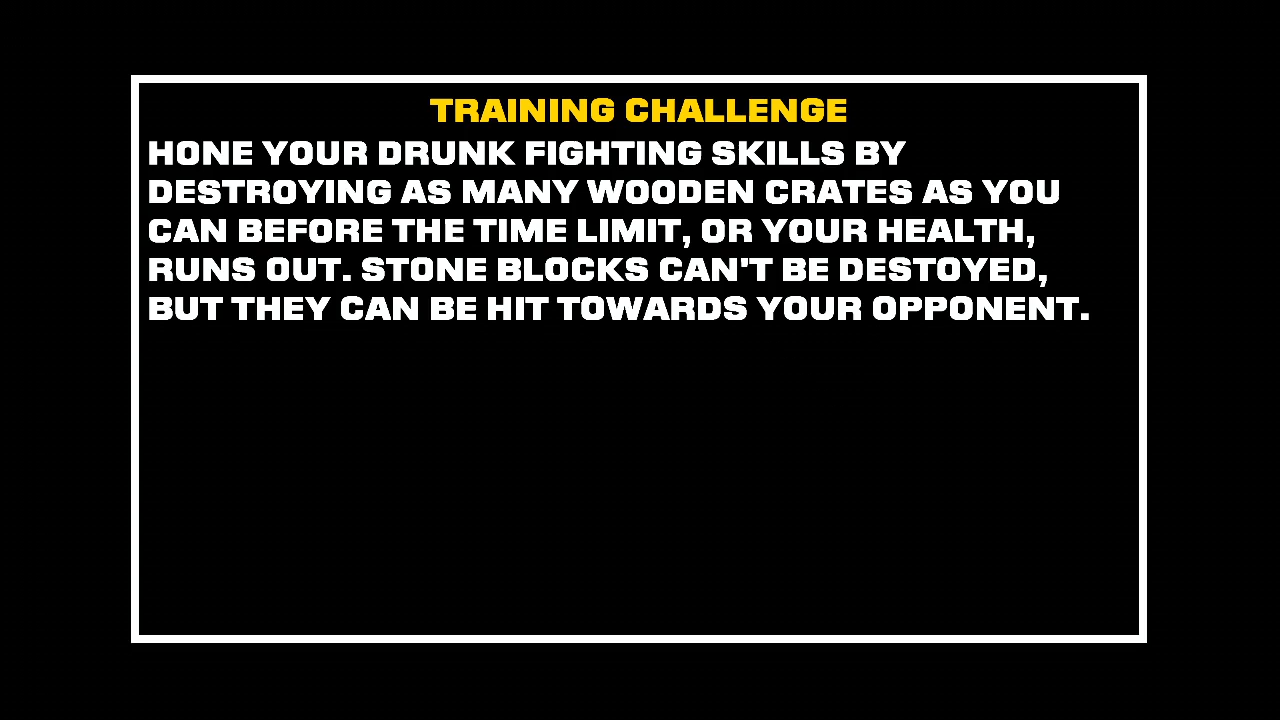 TRAINING CHALLENGE
HONE YOUR DRUNK FIGHTING SKILLS BY
DESTROYING AS MANY WOODEN CRATES AS YOU
CAN BEFORE THE TIME LIMIT, OR YOUR HEALTH,
RUNS OUT. STONE BLOCKS CAN'T BE DESTOYED,
BUT THEY CAN BE HIT TOWARDS YOUR OPPONENT.